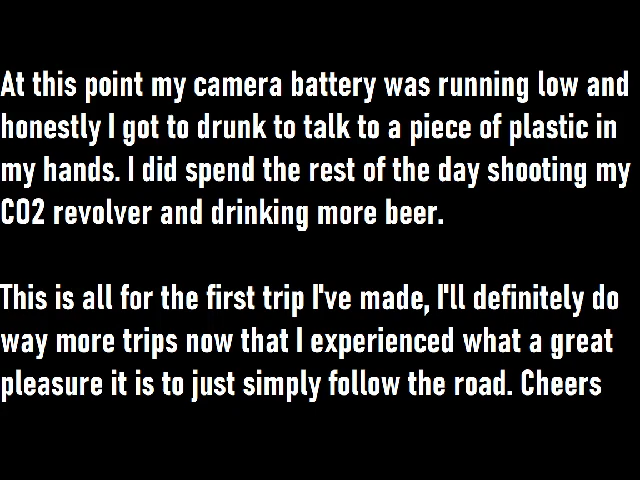 At this point my camera battery was running low and
honestly I got to drunk to talk to a piece of plastic in
my hands. I did spend the rest of the day shooting my
CO2 revolver and drinking more beer.
This is all for the first trip I've made, I'll definitely do
way more trips now that I experienced what a great
pleasure it is to just simply follow the road. Cheers